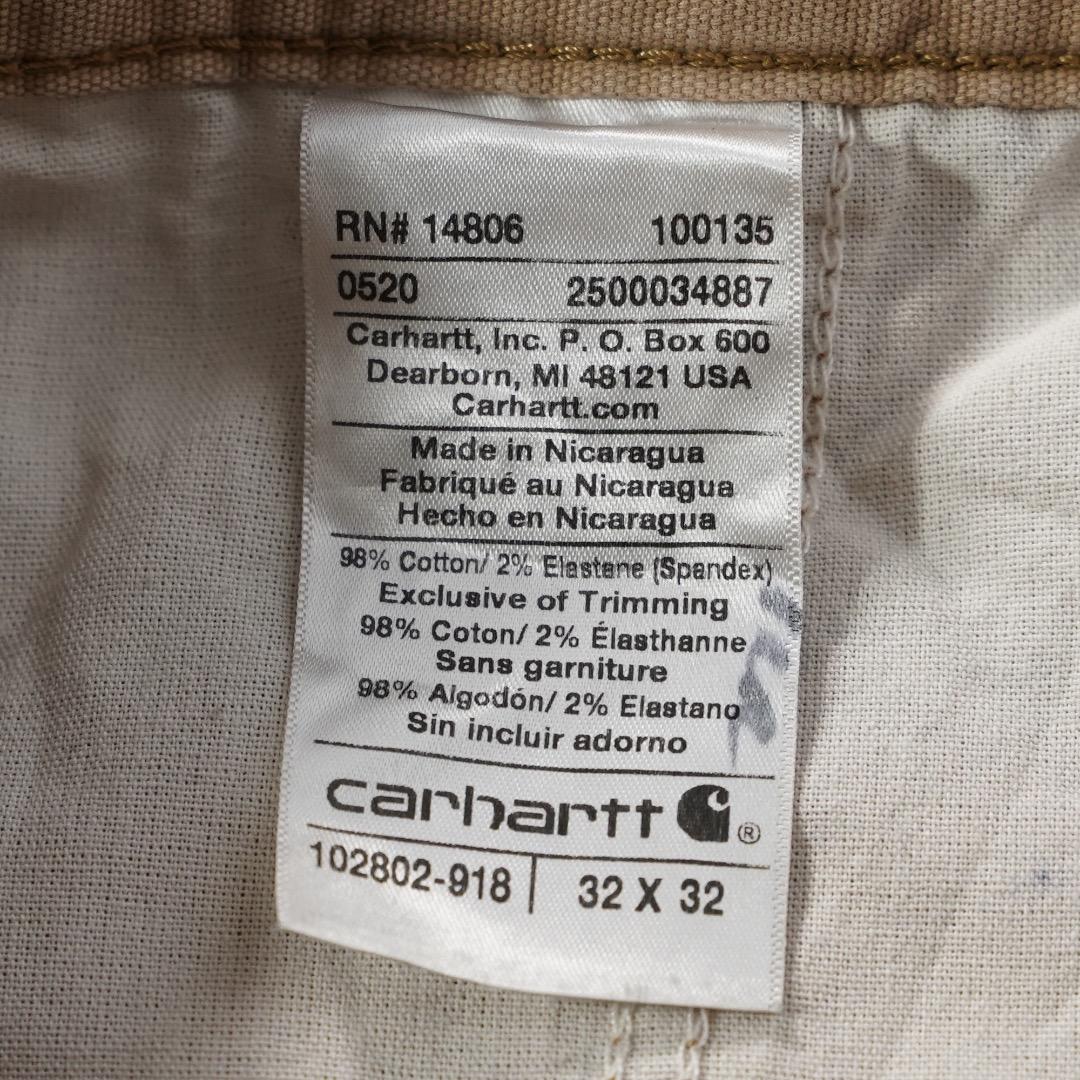 RN# 14806 100135
0520 2500034887
Carhartt, Inc. P. O. Box 600
Dearborn, MI 48121 USA
Carhartt.com
Made in Nicaragua
Fabriqué au Nicaragua
Hecho en Nicaragua
98% Cotton/ 2% Elastane (Spandex)
Exclusive of Trimming
98% Coton/ 2% Élasthanne
Sans garniture
98% Algodón/ 2% Elastano
Sin incluir adorno
carhartt ®
102802-918 | 32 X 32